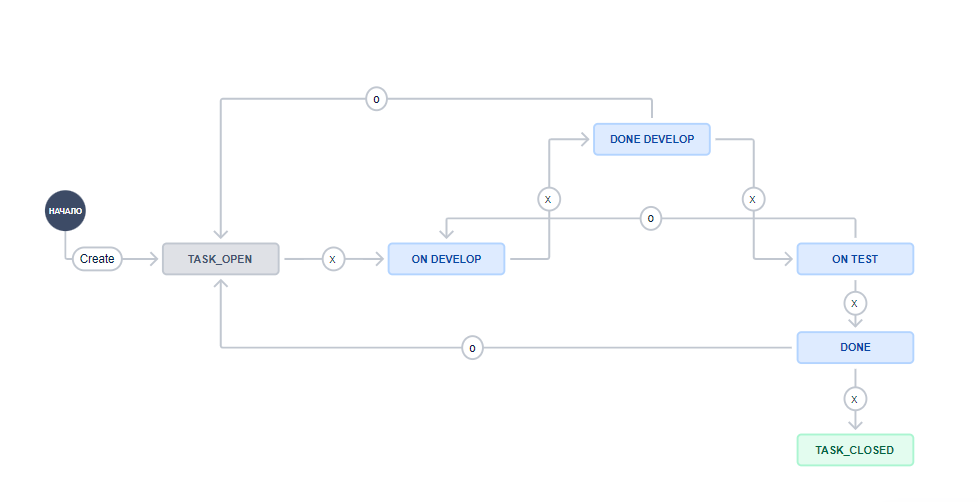 o
DONE DEVELOP
НАЧАЛО
X
X
o
Create
TASK_OPEN
X
ON DEVELOP
ON TEST
X
o
DONE
X
TASK_CLOSED